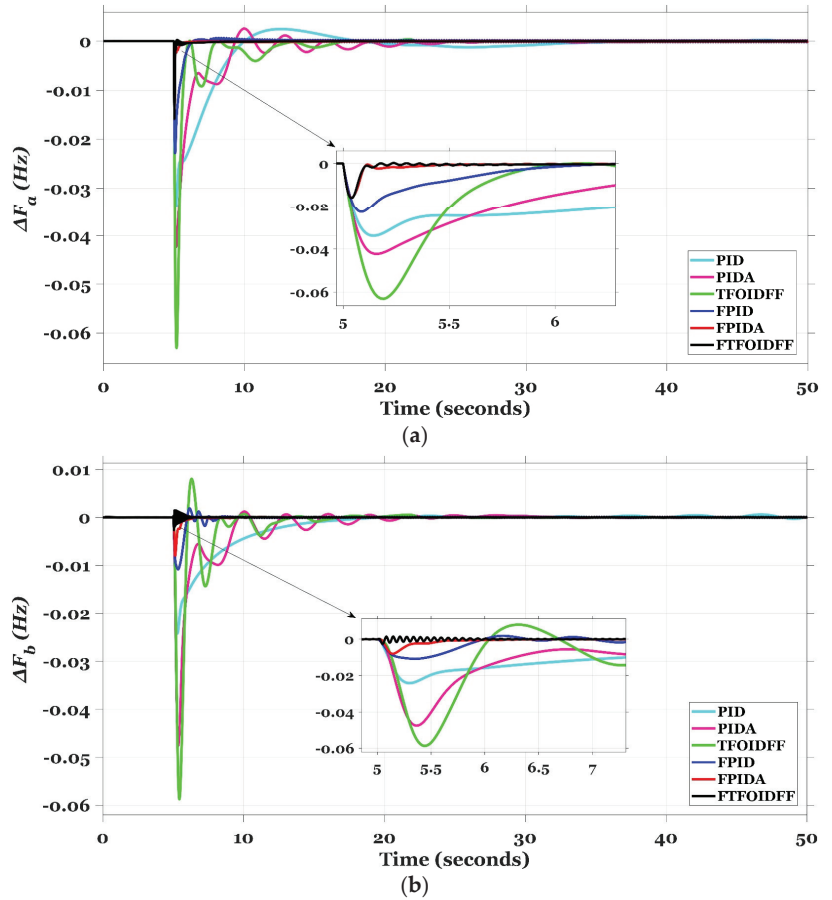 0
-0.01
-0.02
-0.03
-0.04
-0.05
-0.06
ΔF_a (Hz)
0
-0.02
-0.04
-0.06
5
5.5
6
PID
PIDA
TFOIDFF
FPID
FPIDA
FTFOIDFF
0
10
20
30
40
50
Time (seconds)
(a)
0.01
0
-0.01
-0.02
-0.03
-0.04
-0.05
-0.06
ΔF_b (Hz)
0
-0.02
-0.04
-0.06
5
5.5
6
6.5
7
PID
PIDA
TFOIDFF
FPID
FPIDA
FTFOIDFF
0
10
20
30
40
50
Time (seconds)
(b)